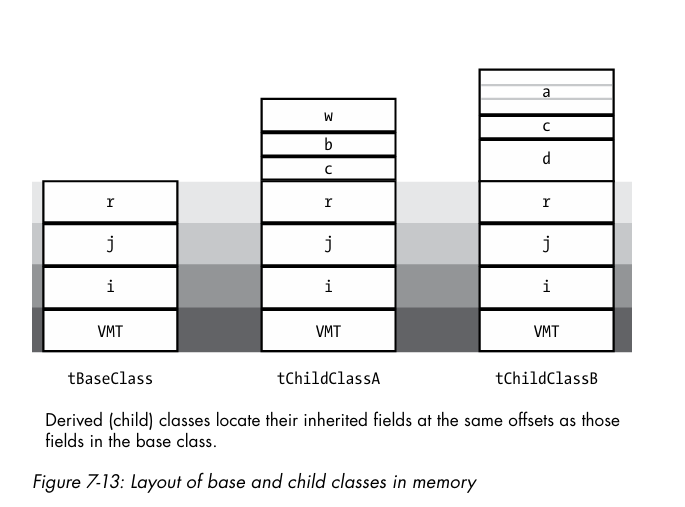 a
w
b
c
c
d
r
r
r
j
j
j
i
i
i
VMT
VMT
VMT
tBaseClass
tChildClassA
tChildClassB
Derived (child) classes locate their inherited fields at the same offsets as those
fields in the base class.
Figure 7-13: Layout of base and child classes in memory